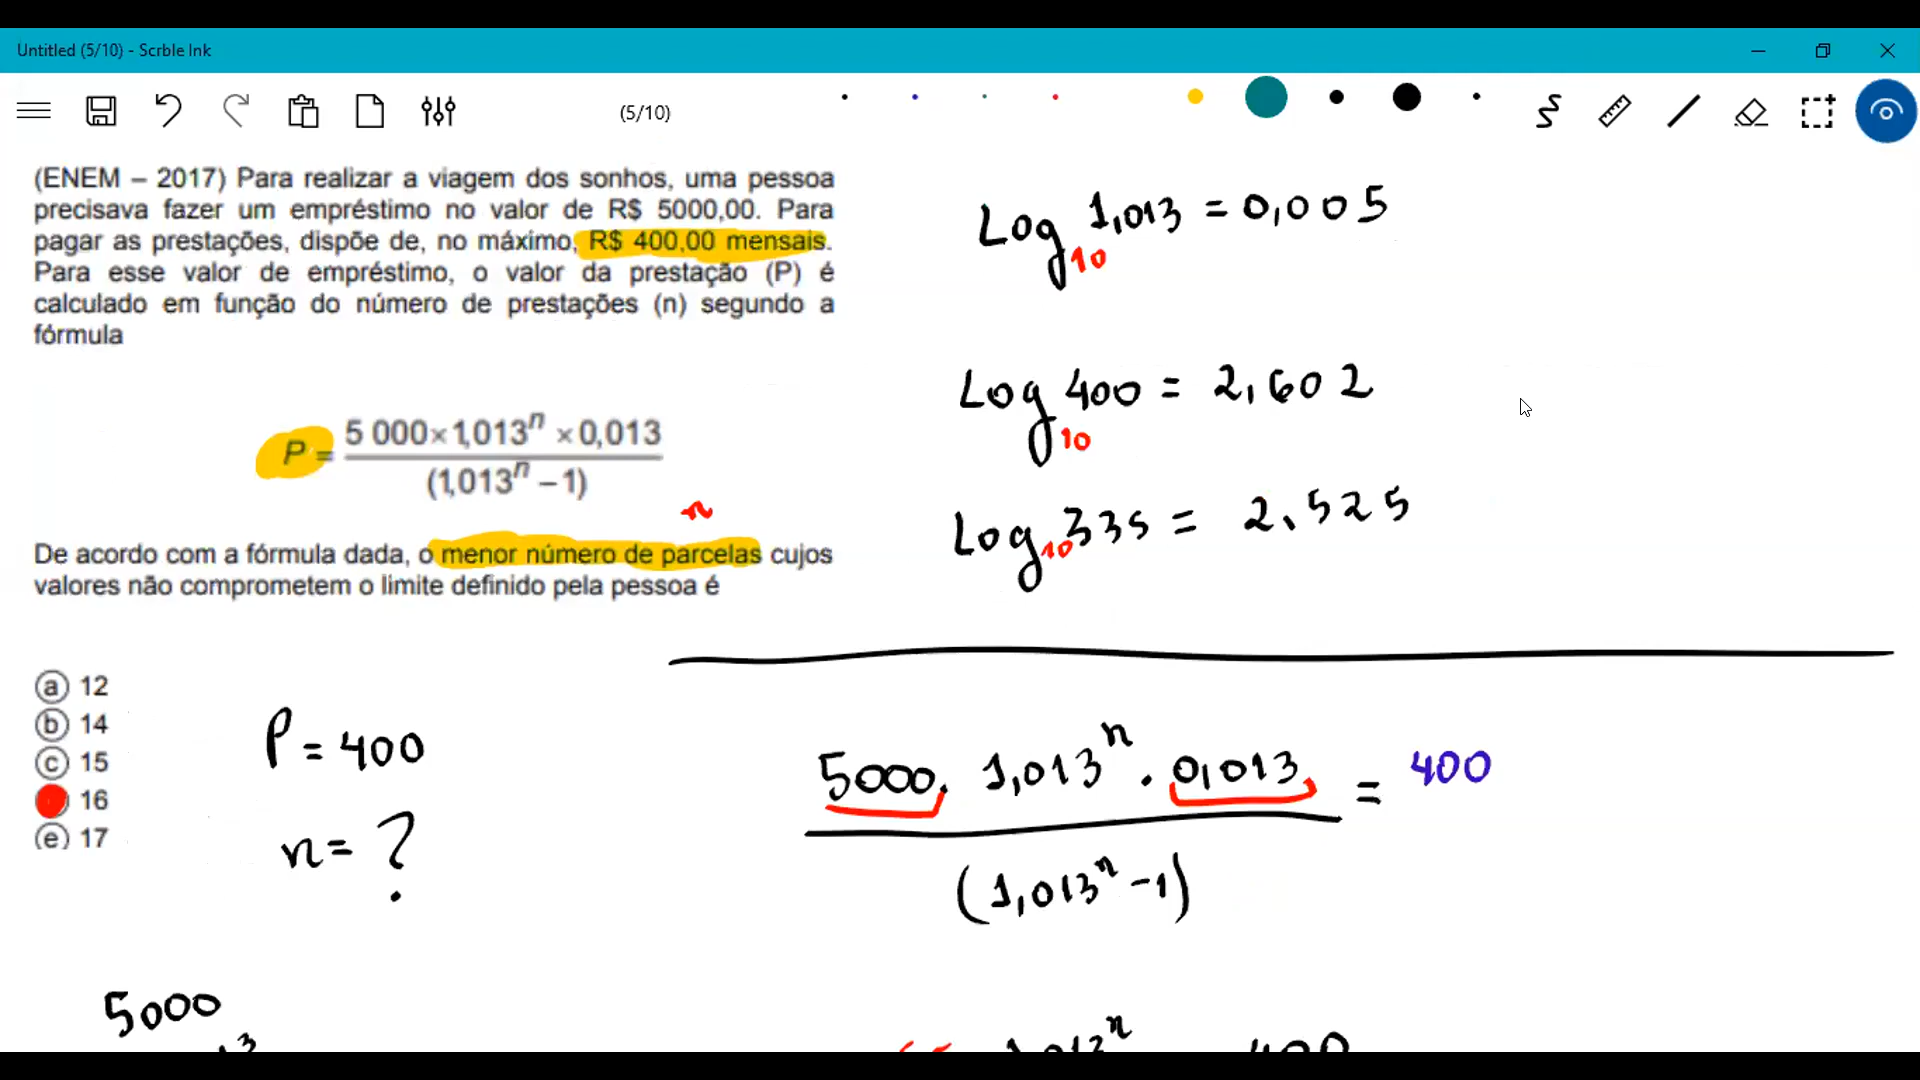 Untitled (5/10) - Scrble Ink
(5/10)
(ENEM – 2017) Para realizar a viagem dos sonhos, uma pessoa
precisava fazer um empréstimo no valor de R$ 5000,00. Para
pagar as prestações, dispõe de, no máximo, R$ 400,00 mensais.
Para esse valor de empréstimo, o valor da prestação (P) é
calculado em função do número de prestações (n) segundo a
fórmula
P = 5 000×1,013ⁿ ×0,013
(1,013ⁿ – 1)
n
De acordo com a fórmula dada, o menor número de parcelas cujos
valores não comprometem o limite definido pela pessoa é
a 12
b 14
c 15
16
e 17
P = 400
n = ?
5000
Log₁₀ 1,013 = 0,005
Log₁₀ 400 = 2,602
Log₁₀ 335 = 2,525
5000. 1,013ⁿ . 0,013 = 400
(1,013ⁿ -1)